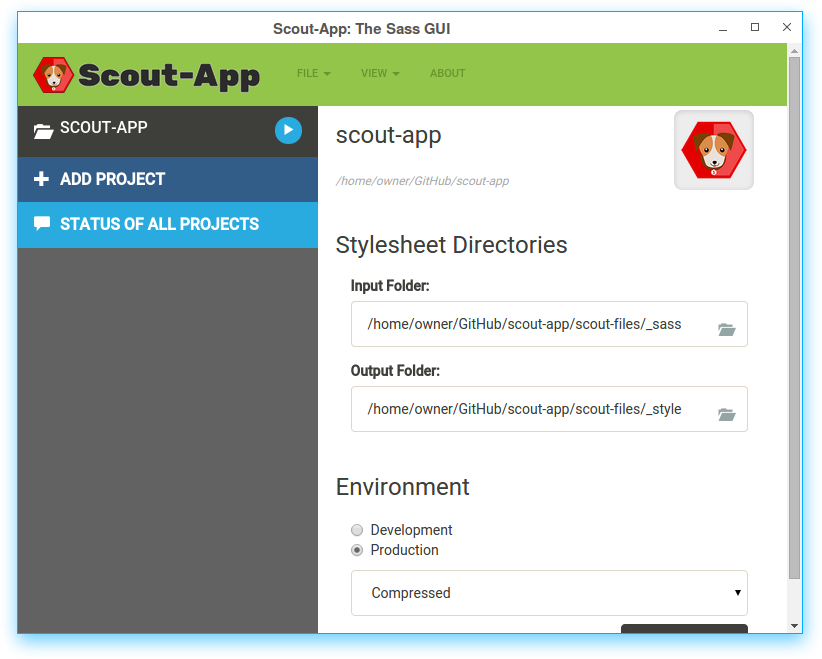 Scout-App: The Sass GUI
Scout-App FILE VIEW ABOUT
SCOUT-APP
ADD PROJECT
STATUS OF ALL PROJECTS
scout-app
/home/owner/GitHub/scout-app
Stylesheet Directories
Input Folder:
/home/owner/GitHub/scout-app/scout-files/_sass
Output Folder:
/home/owner/GitHub/scout-app/scout-files/_style
Environment
Development
Production
Compressed